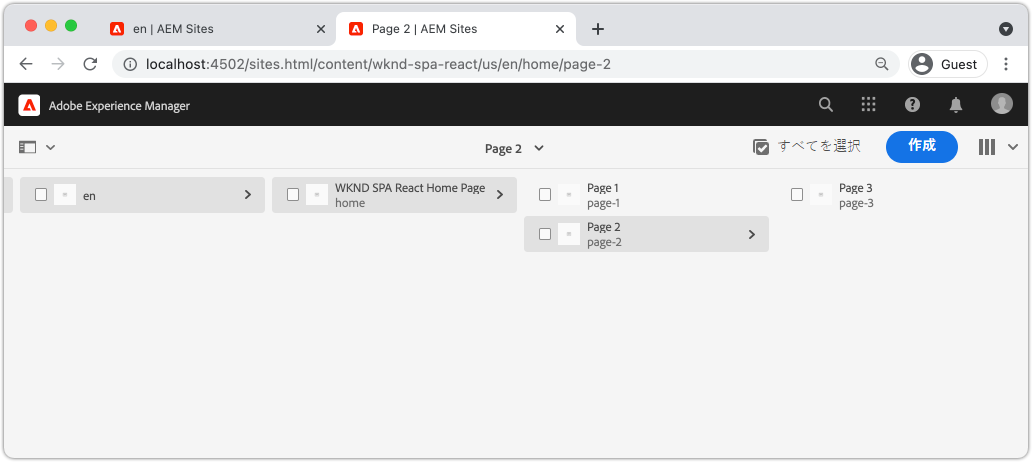 en | AEM Sites
Page 2 | AEM Sites
localhost:4502/sites.html/content/wknd-spa-react/us/en/home/page-2
Guest
Adobe Experience Manager
Page 2
すべてを選択
作成
en
WKND SPA React Home Page
home
Page 1
page-1
Page 2
page-2
Page 3
page-3